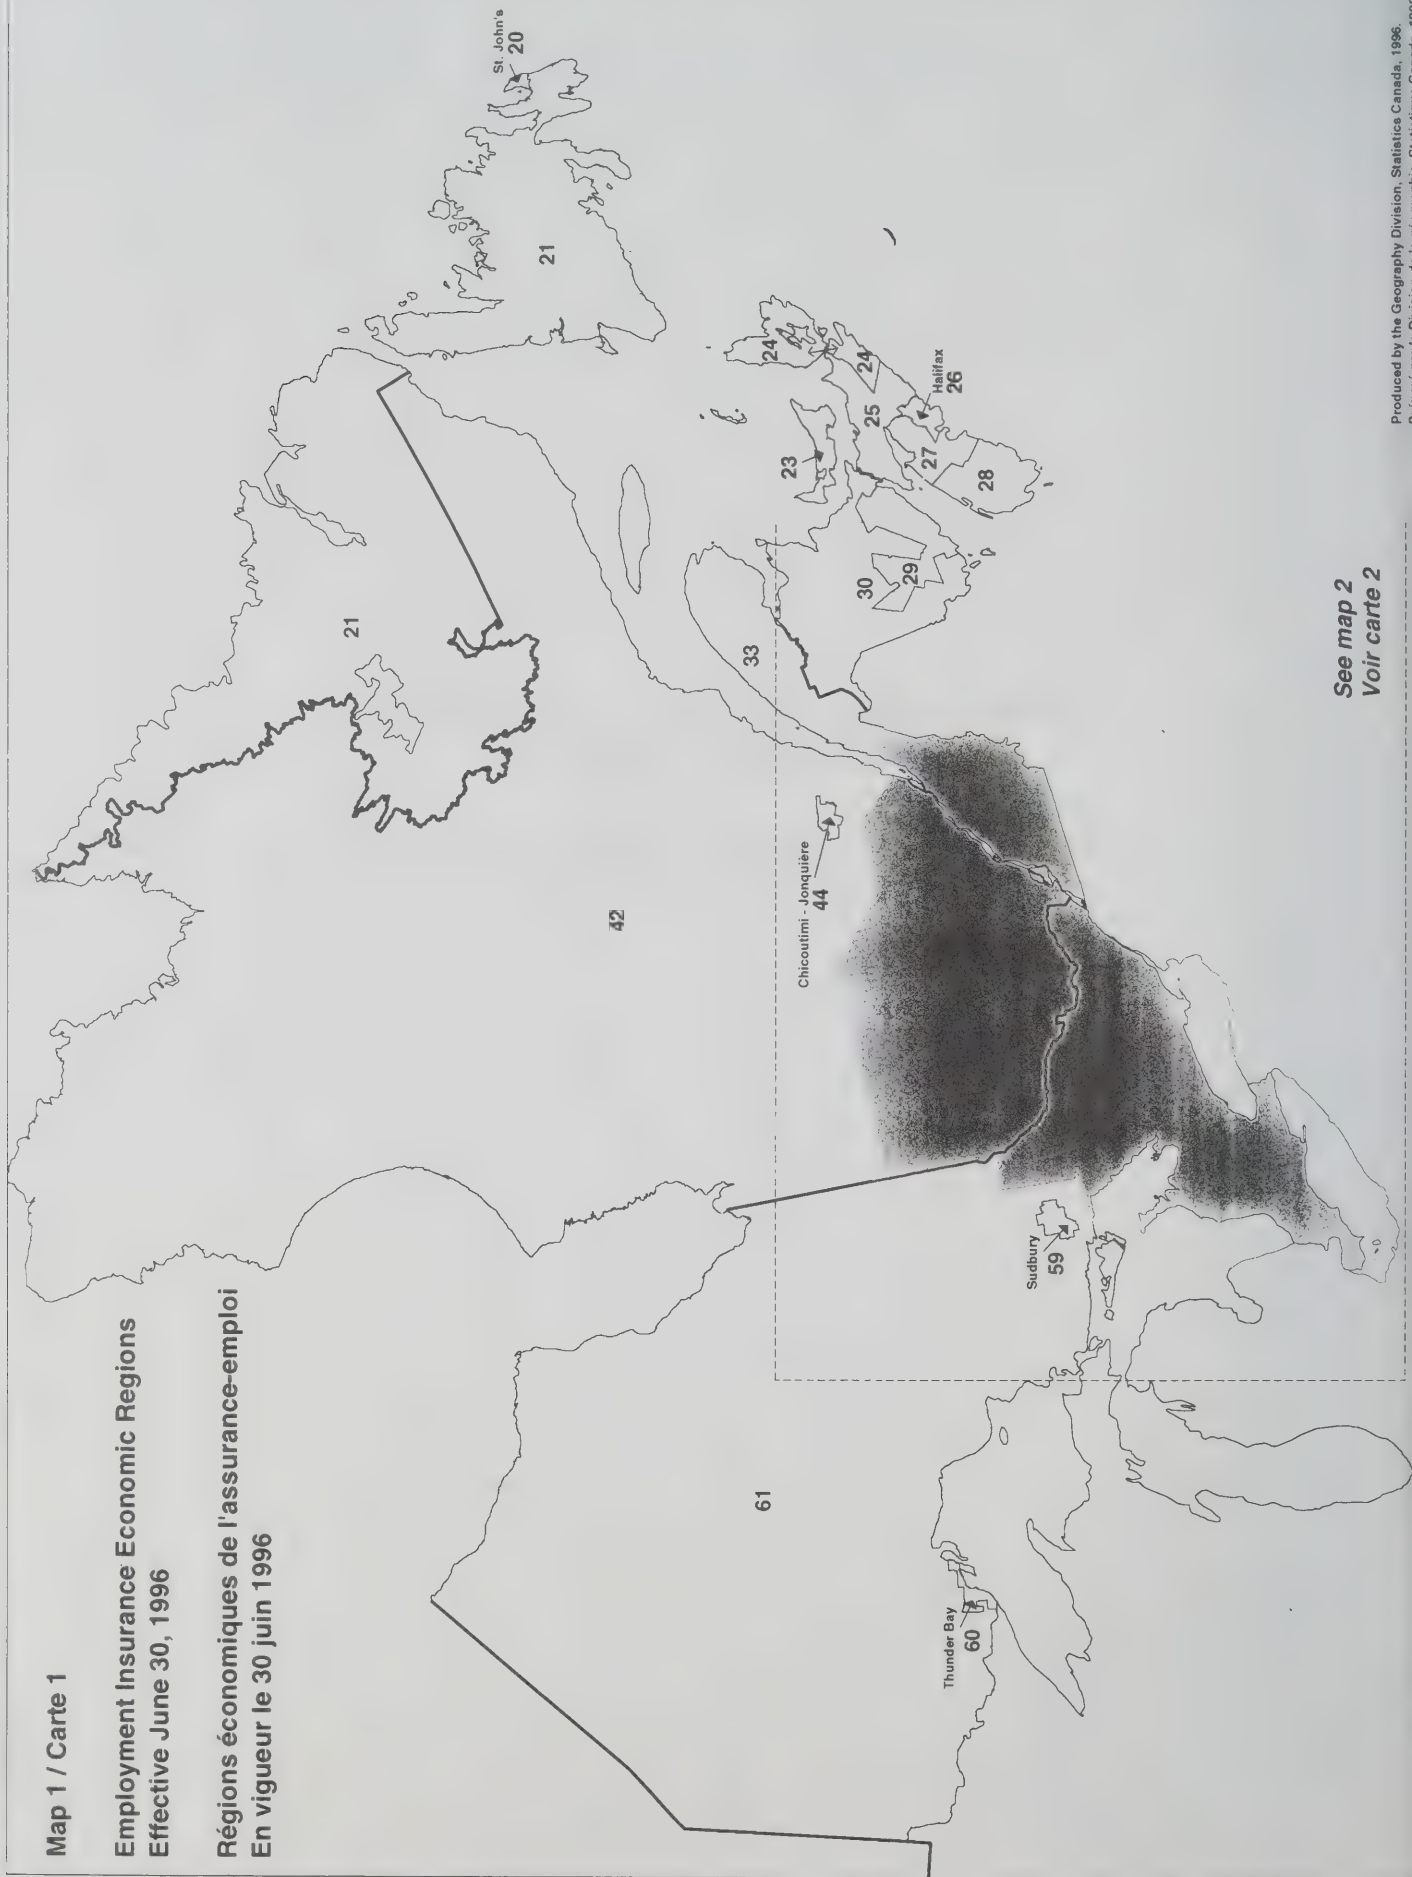 Map 1 / Carte 1
Employment Insurance Economic Regions
Effective June 30, 1996
Régions économiques de l'assurance-emploi
En vigueur le 30 juin 1996
St. John's
20
21
21
24
24
23
25
Halifax
26
27
28
30
29
33
42
Chicoutimi - Jonquière
44
Sudbury
59
61
Thunder Bay
60
See map 2
Voir carte 2
Produced by the Geography Division, Statistics Canada, 1996.